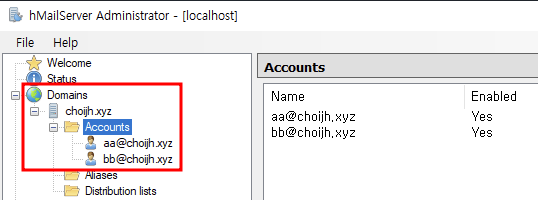 hMailServer Administrator - [localhost]
File Help
Welcome
Status
Domains
choijh.xyz
Accounts
aa@choijh.xyz
bb@choijh.xyz
Aliases
Distribution lists
Accounts
Name Enabled
aa@choijh.xyz Yes
bb@choijh.xyz Yes